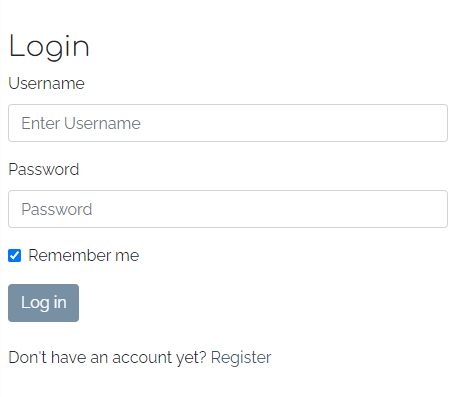 Login
Username
Enter Username
Password
Password
Remember me
Log in
Don't have an account yet? Register